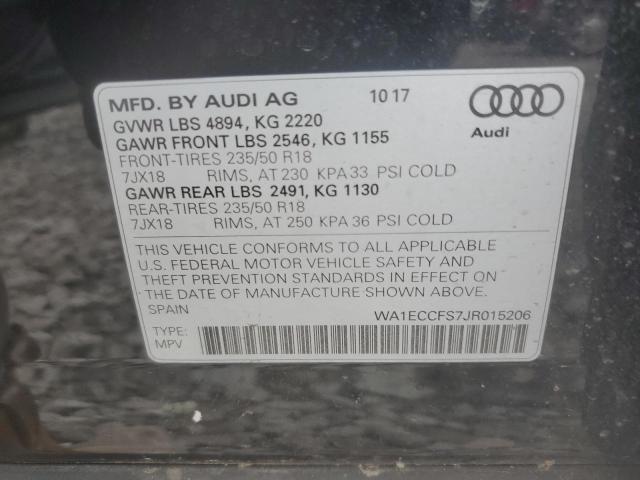 MFD. BY AUDI AG 10 17
GVWR LBS 4894, KG 2220
GAWR FRONT LBS 2546, KG 1155
FRONT-TIRES 235/50 R18
7JX18 RIMS, AT 230 KPA 33 PSI COLD
GAWR REAR LBS 2491, KG 1130
REAR-TIRES 235/50 R18
7JX18 RIMS, AT 250 KPA 36 PSI COLD
Audi
THIS VEHICLE CONFORMS TO ALL APPLICABLE
U.S. FEDERAL MOTOR VEHICLE SAFETY AND
THEFT PREVENTION STANDARDS IN EFFECT ON
THE DATE OF MANUFACTURE SHOWN ABOVE.
SPAIN WA1ECCFS7JR015206
TYPE:
MPV